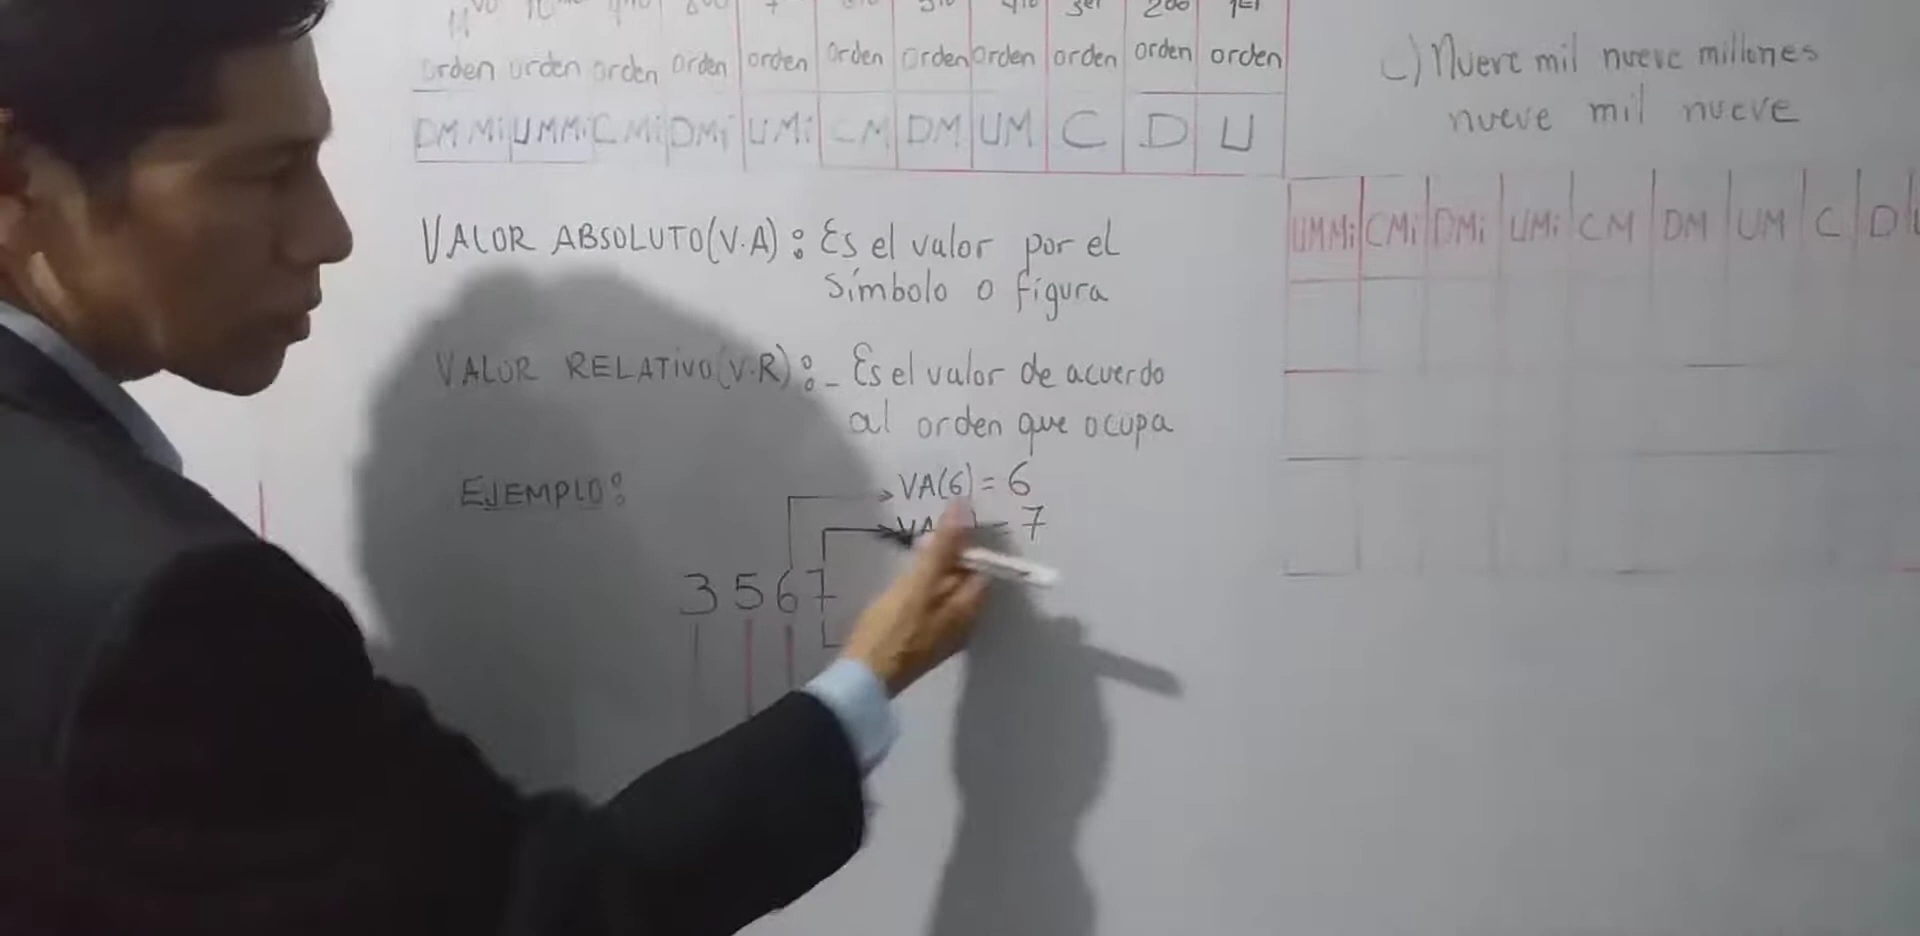 orden orden orden orden orden orden orden orden orden orden orden
DMMi UMMi CMi DMi UMi CM DM UM C D U
VALOR ABSOLUTO(V.A) : Es el valor por el
símbolo o figura
VALOR RELATIVO(V.R) :- Es el valor de acuerdo
al orden que ocupa
EJEMPLO:
VA(6) = 6
7
3567
c) Nueve mil nueve millones
nueve mil nueve
UMMi CMi DMi UMi CM DM UM C D